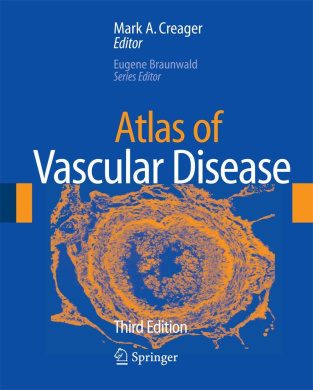 Mark A. Creager
Editor
Eugene Braunwald
Series Editor
Atlas of
Vascular Disease
Third Edition
Springer